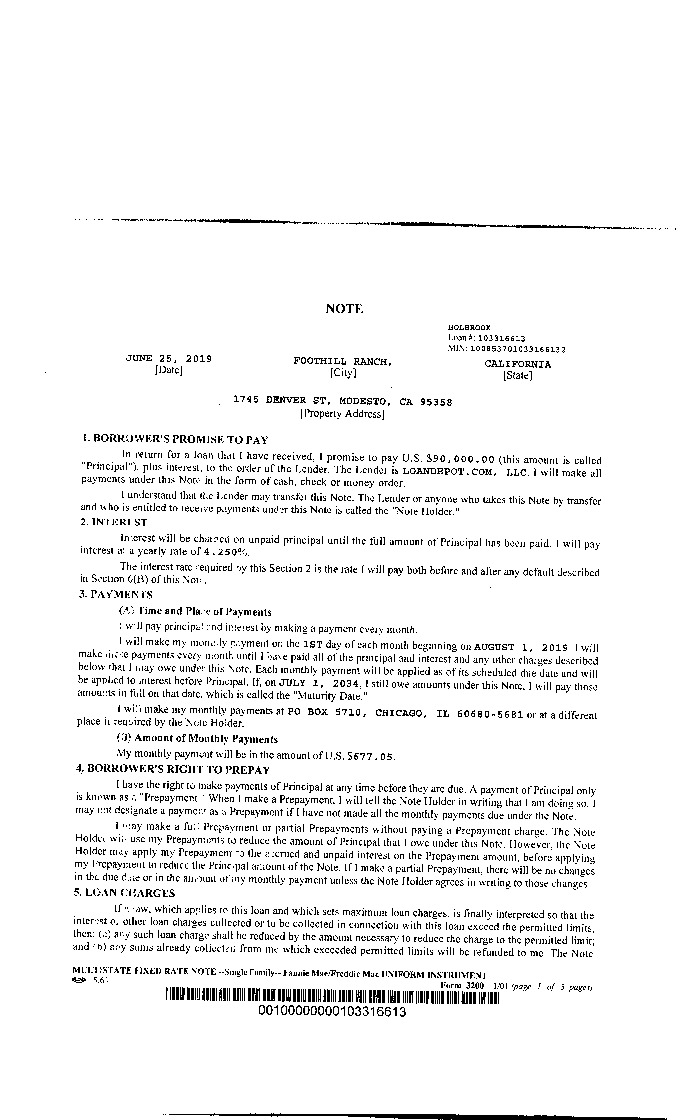 NOTE
HOLBROOK
Loan #: 103316613
MIN: 100853701033166132
JUNE 25, 2019 FOOTHILL RANCH, CALIFORNIA
[Date] [City] [State]
1745 DENVER ST, MODESTO, CA 95358
[Property Address]
1. BORROWER'S PROMISE TO PAY
In return for a loan that I have received, I promise to pay U.S. $90,000.00 (this amount is called
"Principal"), plus interest, to the order of the Lender. The Lender is LOANDEPOT.COM, LLC. I will make all
payments under this Note in the form of cash, check or money order.
I understand that the Lender may transfer this Note. The Lender or anyone who takes this Note by transfer
and who is entitled to receive payments under this Note is called the "Note Holder."
2. INTEREST
Interest will be charged on unpaid principal until the full amount of Principal has been paid. I will pay
interest at a yearly rate of 4.250%.
The interest rate required by this Section 2 is the rate I will pay both before and after any default described
in Section 6(B) of this Note.
3. PAYMENTS
(A) Time and Place of Payments
I will pay principal and interest by making a payment every month.
I will make my monthly payment on the 1ST day of each month beginning on AUGUST 1, 2019 I will
make these payments every month until I have paid all of the principal and interest and any other charges described
below that I may owe under this Note. Each monthly payment will be applied as of its scheduled due date and will
be applied to interest before Principal. If, on JULY 1, 2034, I still owe amounts under this Note, I will pay those
amounts in full on that date, which is called the "Maturity Date."
I will make my monthly payments at PO BOX 5710, CHICAGO, IL 60680-5681 or at a different
place if required by the Note Holder.
(B) Amount of Monthly Payments
My monthly payment will be in the amount of U.S. $677.05.
4. BORROWER'S RIGHT TO PREPAY
I have the right to make payments of Principal at any time before they are due. A payment of Principal only
is known as a "Prepayment." When I make a Prepayment, I will tell the Note Holder in writing that I am doing so. I
may not designate a payment as a Prepayment if I have not made all the monthly payments due under the Note.
I may make a full Prepayment or partial Prepayments without paying a Prepayment charge. The Note
Holder will use my Prepayments to reduce the amount of Principal that I owe under this Note. However, the Note
Holder may apply my Prepayment to the accrued and unpaid interest on the Prepayment amount, before applying
my Prepayment to reduce the Principal amount of the Note. If I make a partial Prepayment, there will be no changes
in the due date or in the amount of my monthly payment unless the Note Holder agrees in writing to those changes
5. LOAN CHARGES
If a law, which applies to this loan and which sets maximum loan charges, is finally interpreted so that the
interest or other loan charges collected or to be collected in connection with this loan exceed the permitted limits,
then: (a) any such loan charge shall be reduced by the amount necessary to reduce the charge to the permitted limit;
and (b) any sums already collected from me which exceeded permitted limits will be refunded to me The Note
MULTISTATE FIXED RATE NOTE--Single Family--Fannie Mae/Freddie Mac UNIFORM INSTRUMENT
Form 3200 1/01 (page 1 of 3 pages)
00100000000103316613